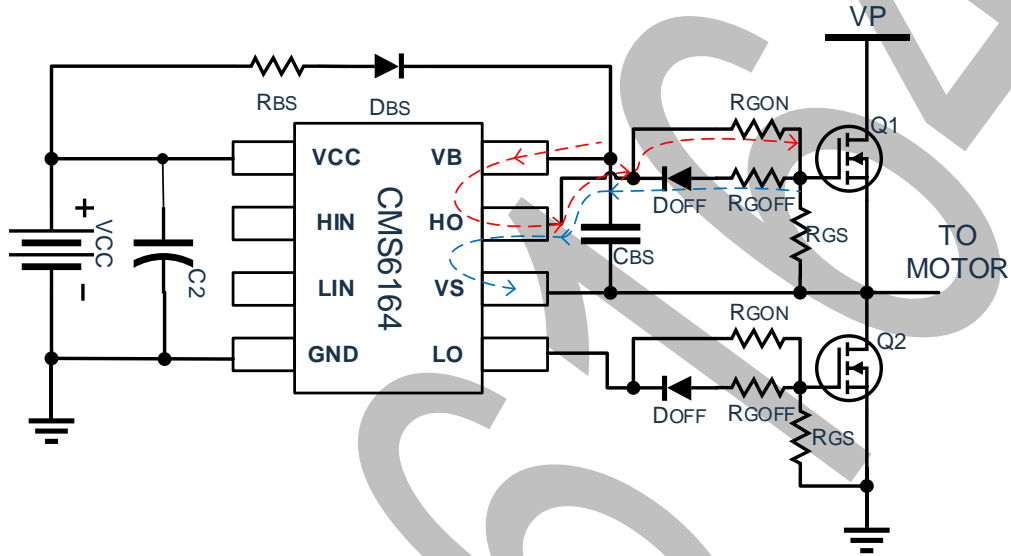 VP
RBS
DBS
RGON
Q1
VCC
VB
DOFF
RGOFF
+
VCC
-
C2
HIN
CMS6164
HO
CBS
RGS
TO
MOTOR
LIN
VS
RGON
Q2
GND
LO
DOFF
RGOFF
RGS